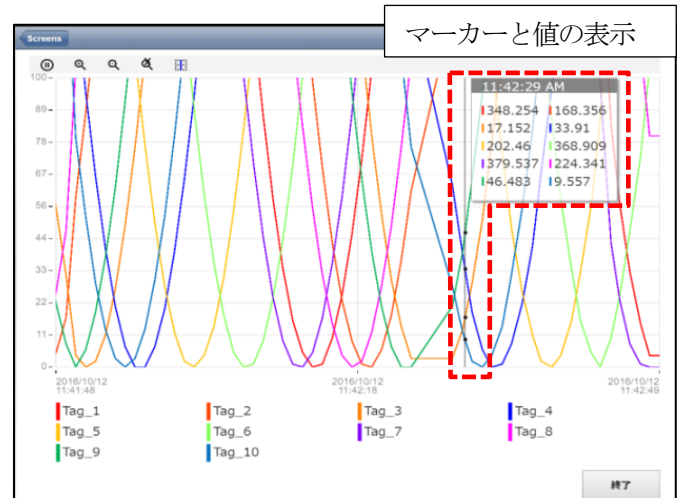 マーカーと値の表示
Screens
11:42:29 AM
348.254 168.356
17.152 33.91
202.46 368.909
379.537 224.341
46.483 9.557
100
89
78
67
56
44
33
22
11
0
2016/10/12 2016/10/12 2016/10/12
11:41:48 11:42:18 11:42:49
Tag_1 Tag_2 Tag_3 Tag_4
Tag_5 Tag_6 Tag_7 Tag_8
Tag_9 Tag_10
終了